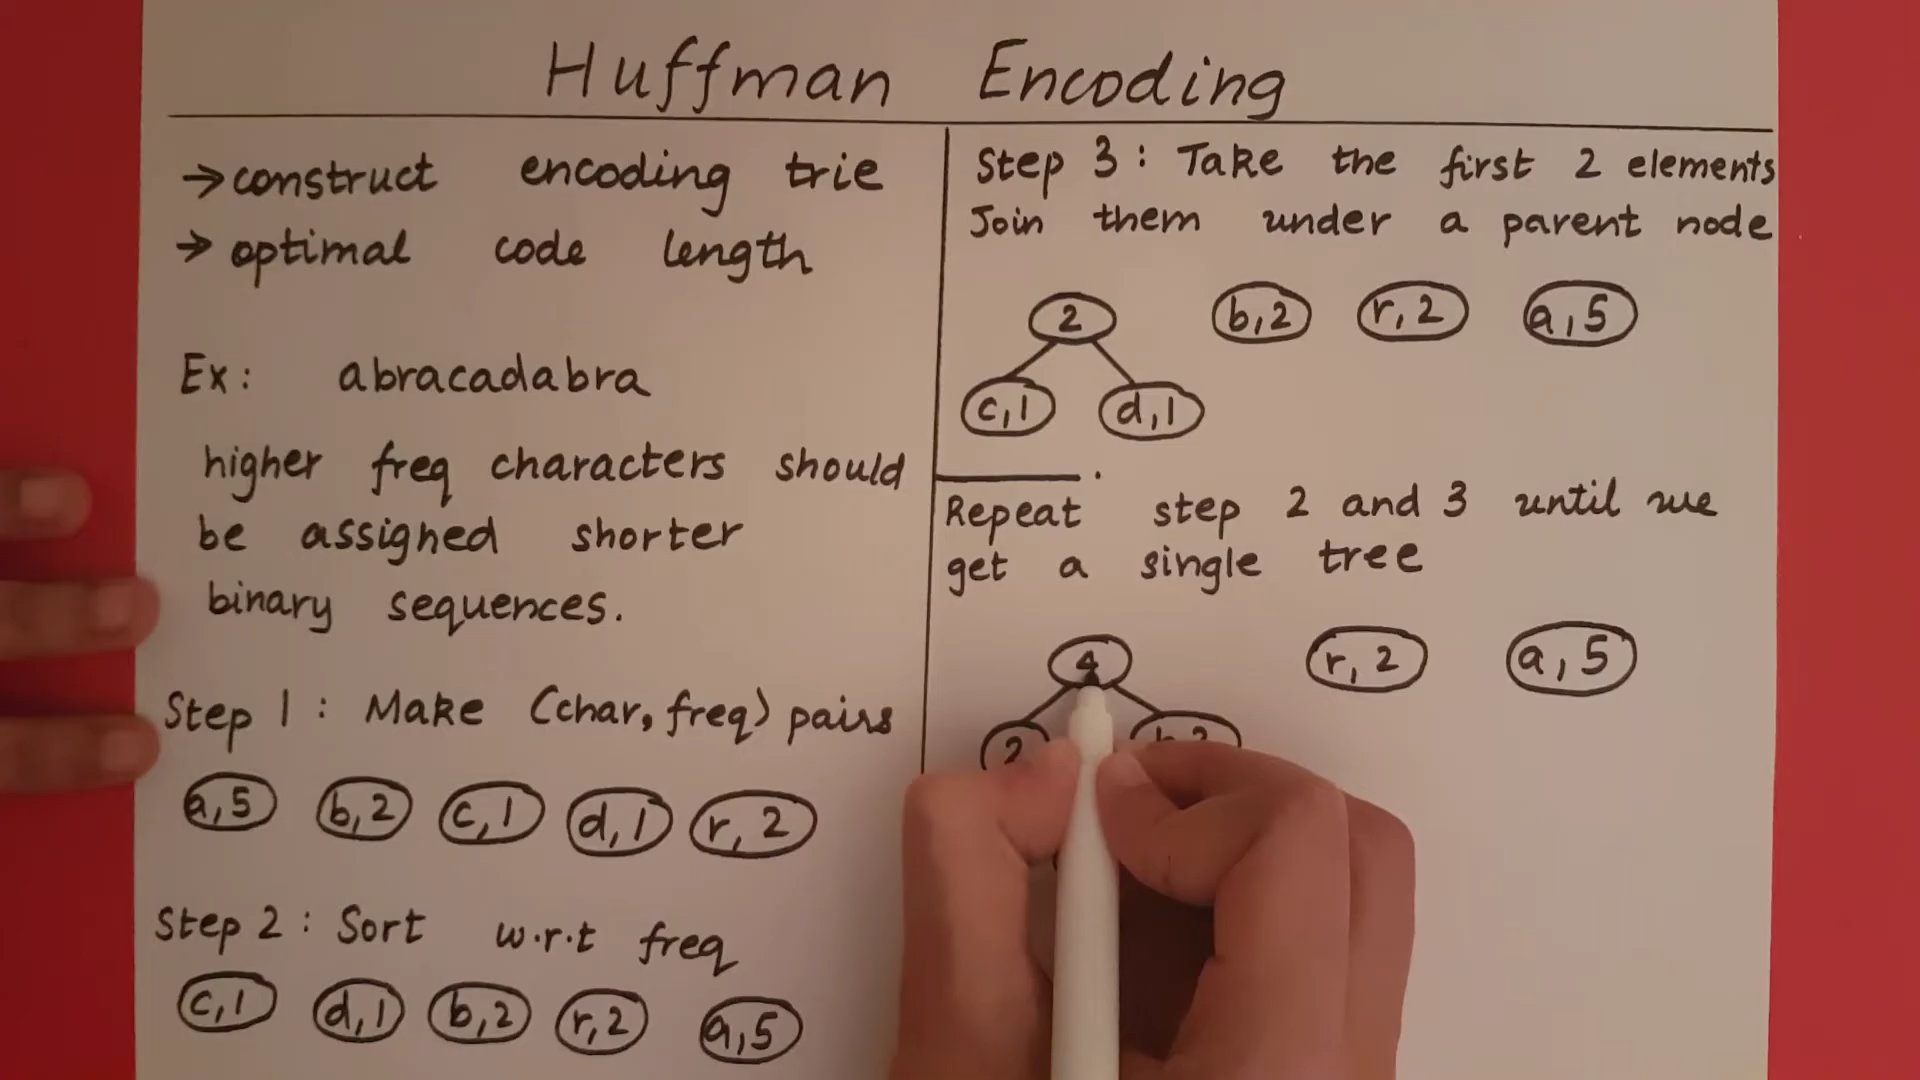 Huffman Encoding
→construct encoding trie
→ optimal code length
Ex: abracadabra
higher freq characters should
be assigned shorter
binary sequences.
Step 1: Make (char, freq) pairs
a,5 b,2 c,1 d,1 r,2
Step 2: Sort w.r.t freq
c,1 d,1 b,2 r,2 a,5
Step 3: Take the first 2 elements
Join them under a parent node
2 b,2 r,2 a,5
c,1 d,1
Repeat step 2 and 3 until we
get a single tree
4 r,2 a,5
2